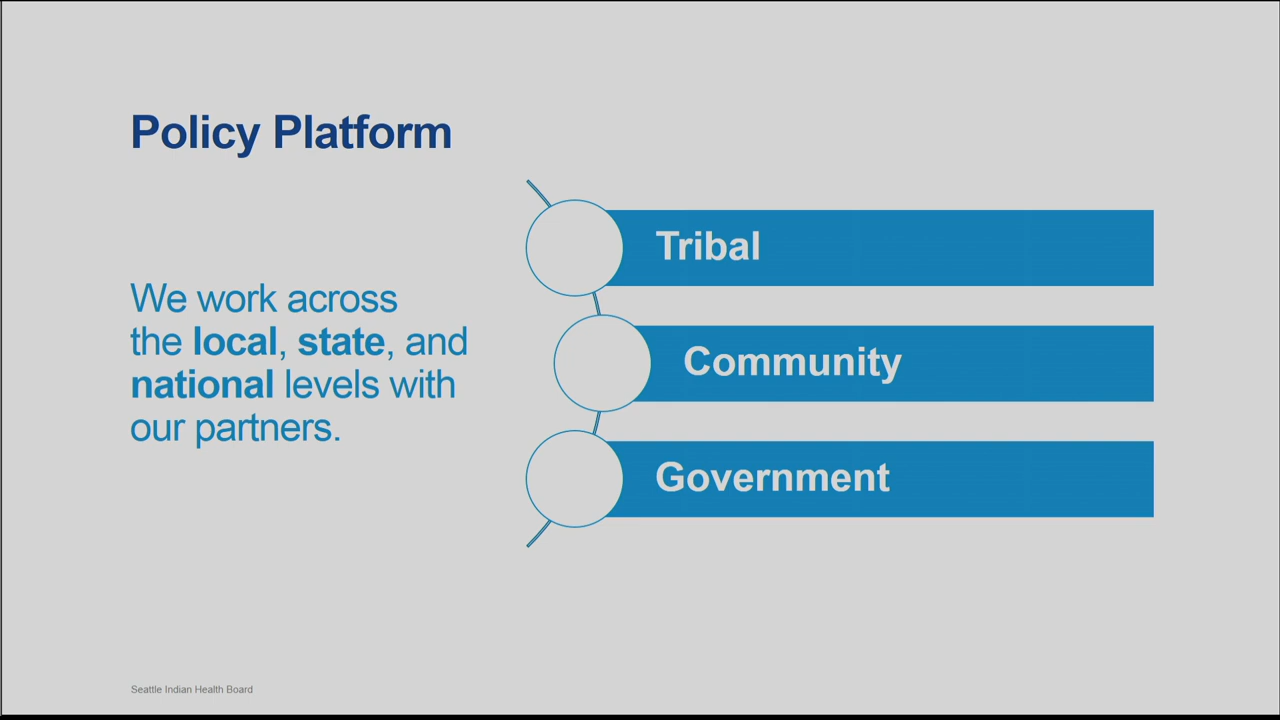 Policy Platform
We work across
the local, state, and
national levels with
our partners.
Tribal
Community
Government
Seattle Indian Health Board